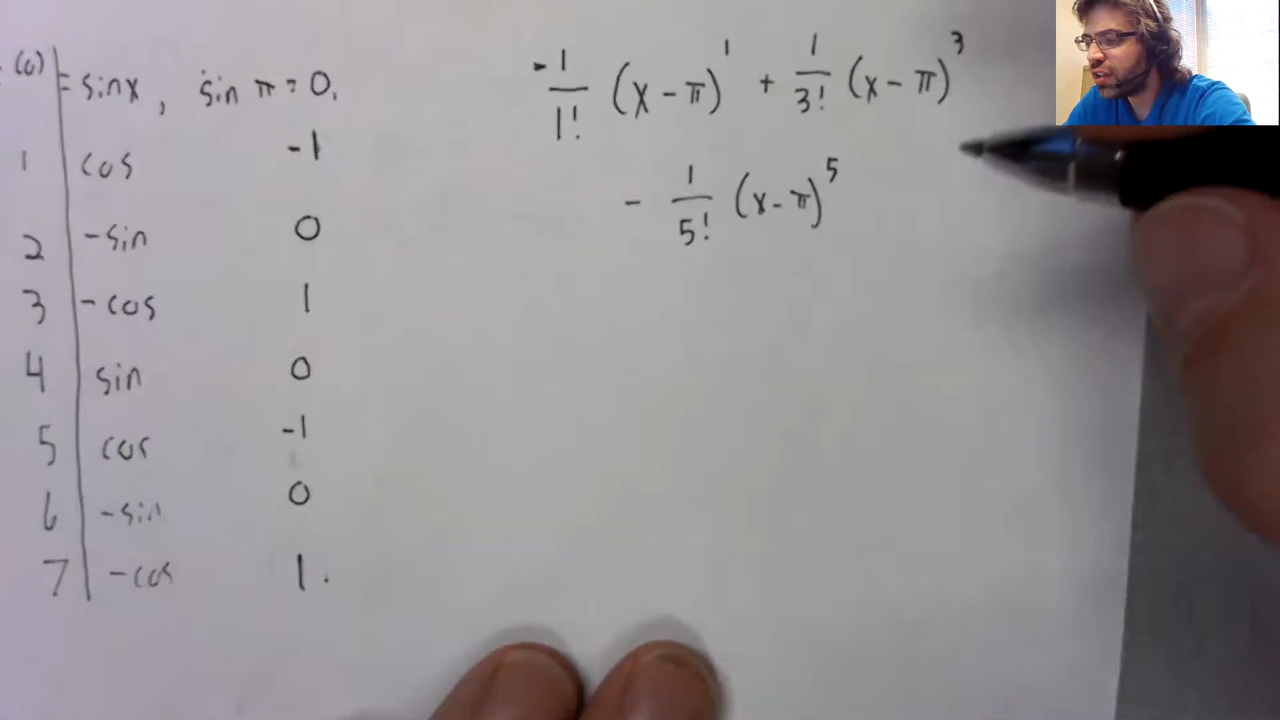 (0) = sinx, sin π = 0.
1 cos -1
2 -sin 0
3 -cos 1
4 sin 0
5 cos -1
6 -sin 0
7 -cos 1.
-1/1! (x-π)^1 + 1/3! (x-π)^3
- 1/5! (x-π)^5